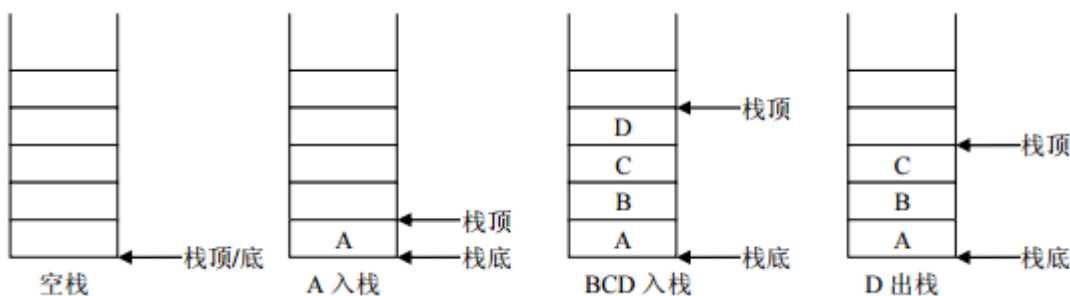 D 栈顶
C C 栈顶
B B
栈顶
A A A
栈顶/底 栈底 栈底 栈底
空栈 A 入栈 BCD 入栈 D 出栈